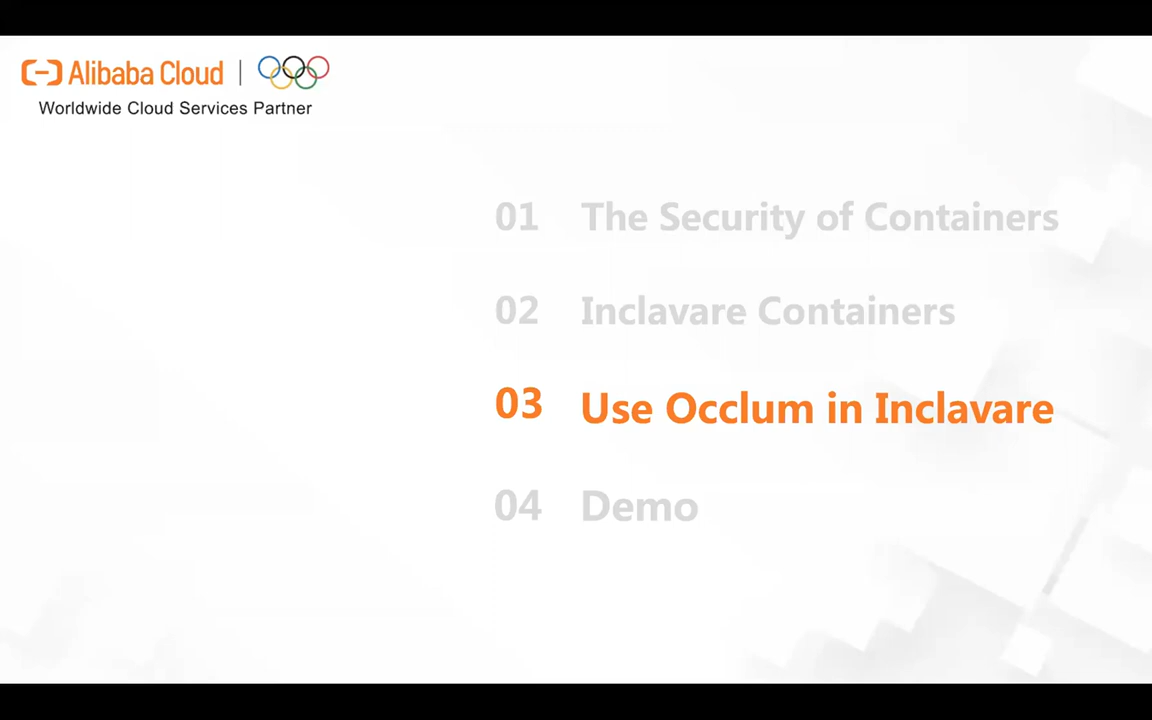 Alibaba Cloud
Worldwide Cloud Services Partner
01 The Security of Containers
02 Inclavare Containers
03 Use Occlum in Inclavare
04 Demo